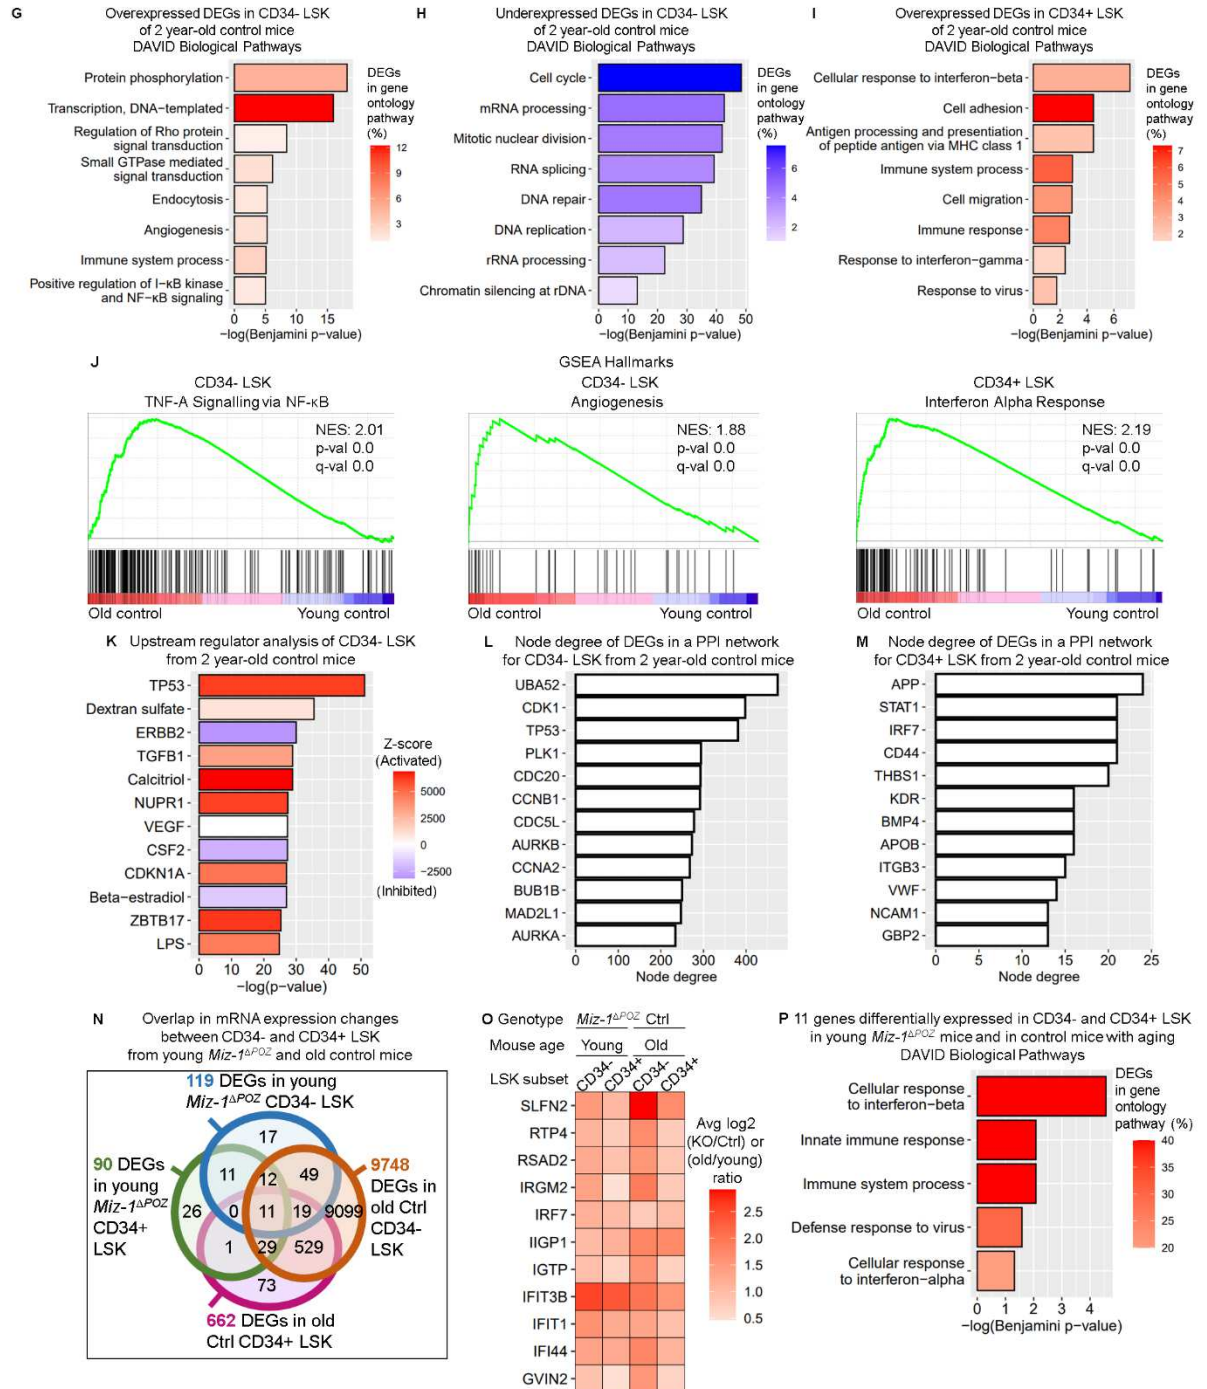 G Overexpressed DEGs in CD34- LSK
of 2 year-old control mice
DAVID Biological Pathways
Protein phosphorylation
Transcription, DNA-templated
Regulation of Rho protein
signal transduction
Small GTPase mediated
signal transduction
Endocytosis
Angiogenesis
Immune system process
Positive regulation of I-κB kinase
and NF-κB signaling
0 5 10 15
-log(Benjamini p-value)
DEGs
in gene
ontology
pathway
(%)
12
9
6
3
H Underexpressed DEGs in CD34- LSK
of 2 year-old control mice
DAVID Biological Pathways
Cell cycle
mRNA processing
Mitotic nuclear division
RNA splicing
DNA repair
DNA replication
rRNA processing
Chromatin silencing at rDNA
0 10 20 30 40 50
-log(Benjamini p-value)
DEGs
in gene
ontology
pathway
(%)
6
4
2
I Overexpressed DEGs in CD34+ LSK
of 2 year-old control mice
DAVID Biological Pathways
Cellular response to interferon-beta
Cell adhesion
Antigen processing and presentation
of peptide antigen via MHC class 1
Immune system process
Cell migration
Immune response
Response to interferon-gamma
Response to virus
0 2 4 6
-log(Benjamini p-value)
DEGs
in gene
ontology
pathway
(%)
7
6
5
4
3
2
J GSEA Hallmarks
CD34- LSK
TNF-A Signalling via NF-κB
NES: 2.01
p-val 0.0
q-val 0.0
Old control Young control
CD34- LSK
Angiogenesis
NES: 1.88
p-val 0.0
q-val 0.0
Old control Young control
CD34+ LSK
Interferon Alpha Response
NES: 2.19
p-val 0.0
q-val 0.0
Old control Young control
K Upstream regulator analysis of CD34- LSK
from 2 year-old control mice
TP53
Dextran sulfate
ERBB2
TGFB1
Calcitriol
NUPR1
VEGF
CSF2
CDKN1A
Beta-estradiol
ZBTB17
LPS
0 10 20 30 40 50
-log(p-value)
Z-score
(Activated)
5000
2500
0
-2500
(Inhibited)
L Node degree of DEGs in a PPI network
for CD34- LSK from 2 year-old control mice
UBA52
CDK1
TP53
PLK1
CDC20
CCNB1
CDC5L
AURKB
CCNA2
BUB1B
MAD2L1
AURKA
0 100 200 300 400
Node degree
M Node degree of DEGs in a PPI network
for CD34+ LSK from 2 year-old control mice
APP
STAT1
IRF7
CD44
THBS1
KDR
BMP4
APOB
ITGB3
VWF
NCAM1
GBP2
0 5 10 15 20 25
Node degree
N Overlap in mRNA expression changes
between CD34- and CD34+ LSK
from young Miz-1ΔPOZ and old control mice
119 DEGs in young
Miz-1ΔPOZ CD34- LSK
90 DEGs
in young
Miz-1ΔPOZ
CD34+
LSK
9748
DEGs in
old Ctrl
CD34-
LSK
17
11 12 49
26 0 11 19 9099
1 29 529
73
662 DEGs in old
Ctrl CD34+ LSK
O Genotype Miz-1ΔPOZ Ctrl
Mouse age Young Old
LSK subset CD34- CD34+ CD34- CD34+
SLFN2
RTP4
RSAD2
IRGM2
IRF7
IIGP1
IGTP
IFIT3B
IFIT1
IFI44
GVIN2
Avg log2
(KO/Ctrl) or
(old/young)
ratio
2.5
2.0
1.5
1.0
0.5
P 11 genes differentially expressed in CD34- and CD34+ LSK
in young Miz-1ΔPOZ mice and in control mice with aging
DAVID Biological Pathways
Cellular response
to interferon-beta
Innate immune response
Immune system process
Defense response to virus
Cellular response
to interferon-alpha
0 1 2 3 4
-log(Benjamini p-value)
DEGs
in gene
ontology
pathway (%)
40
35
30
25
20